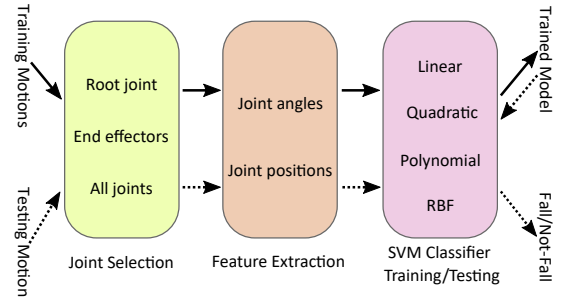 Training Motions
Testing Motion
Root joint
End effectors
All joints
Joint Selection
Joint angles
Joint positions
Feature Extraction
Linear
Quadratic
Polynomial
RBF
SVM Classifier
Training/Testing
Trained Model
Fall/Not-Fall